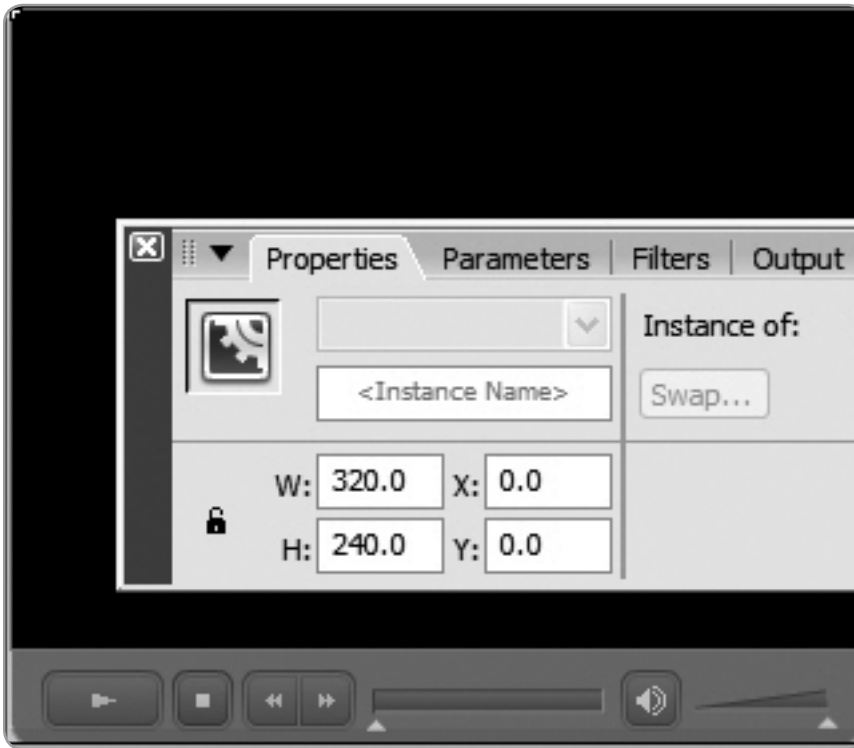 Properties Parameters Filters Output
Instance of:
<Instance Name>
Swap...
W: 320.0 X: 0.0
H: 240.0 Y: 0.0